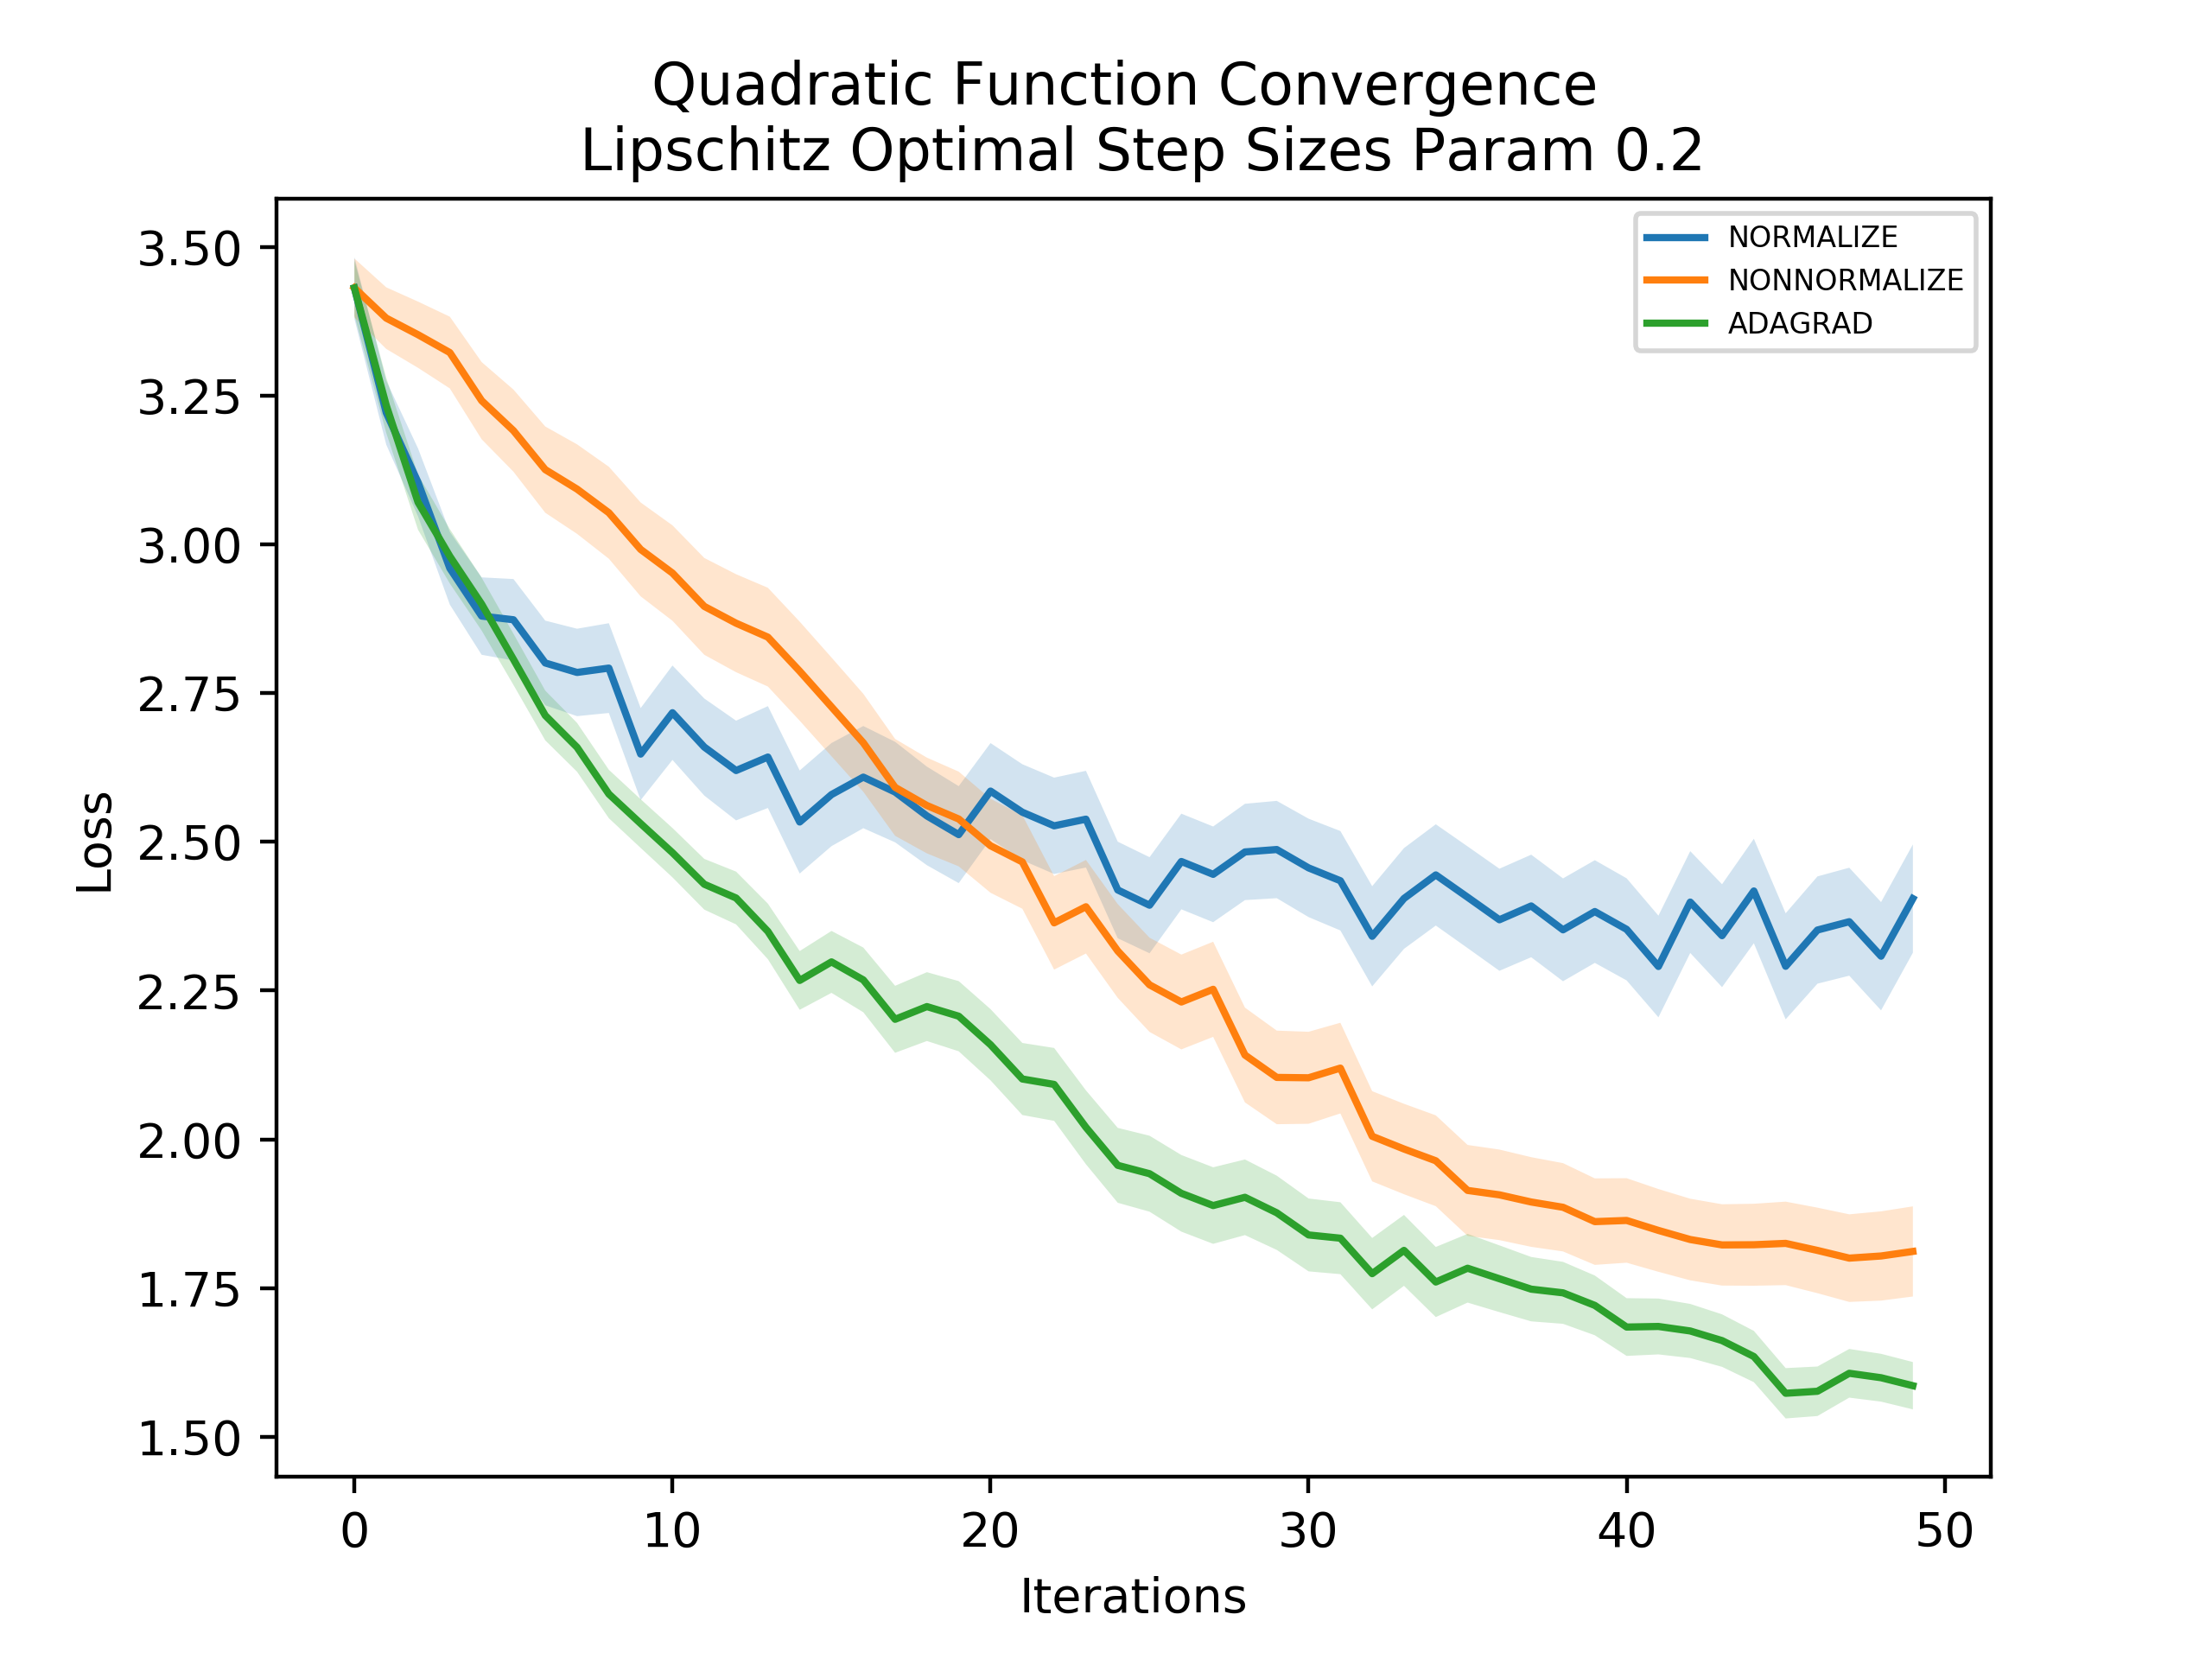 Quadratic Function Convergence
Lipschitz Optimal Step Sizes Param 0.2
NORMALIZE
NONNORMALIZE
ADAGRAD
3.50
3.25
3.00
2.75
2.50
2.25
2.00
1.75
1.50
Loss
0 10 20 30 40 50
Iterations